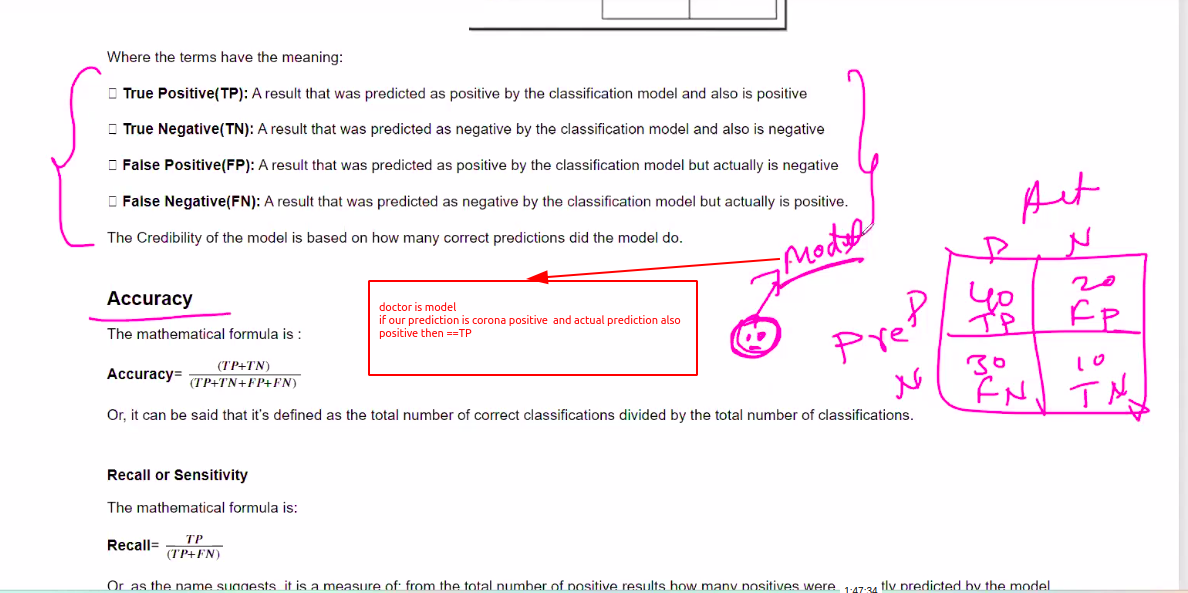 Where the terms have the meaning:
True Positive(TP): A result that was predicted as positive by the classification model and also is positive
True Negative(TN): A result that was predicted as negative by the classification model and also is negative
False Positive(FP): A result that was predicted as positive by the classification model but actually is negative
False Negative(FN): A result that was predicted as negative by the classification model but actually is positive.
The Credibility of the model is based on how many correct predictions did the model do.
Model
Act
P N
Pre P 40 20
TP FP
N 30 10
FN TN
Accuracy
doctor is model
if our prediction is corona positive and actual prediction also
positive then ==TP
The mathematical formula is :
Accuracy= (TP+TN)
(TP+TN+FP+FN)
Or, it can be said that it's defined as the total number of correct classifications divided by the total number of classifications.
Recall or Sensitivity
The mathematical formula is:
Recall= TP
(TP+FN)
Or, as the name suggests, it is a measure of: from the total number of positive results how many positives were 1:47:34 tly predicted by the model